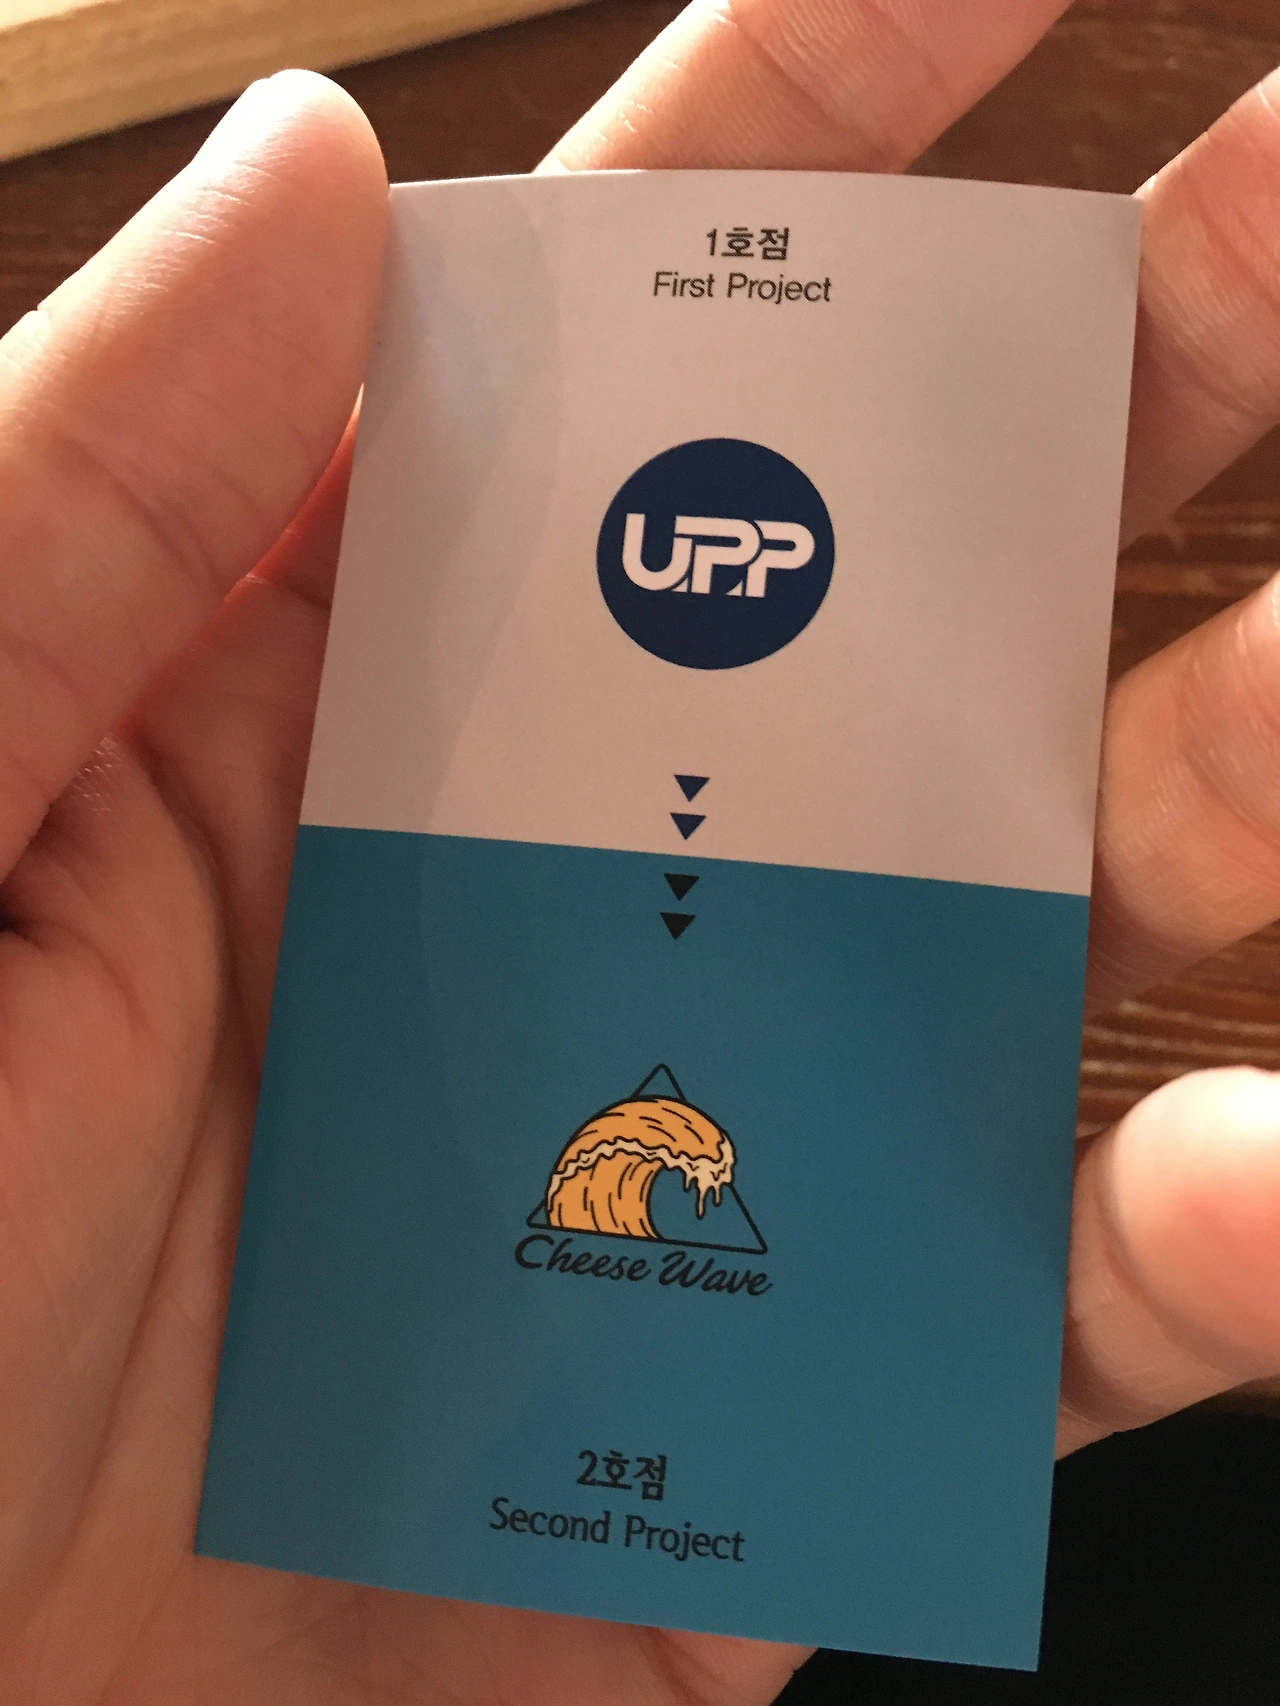 1호점
First Project
UPP
Cheese Wave
2호점
Second Project